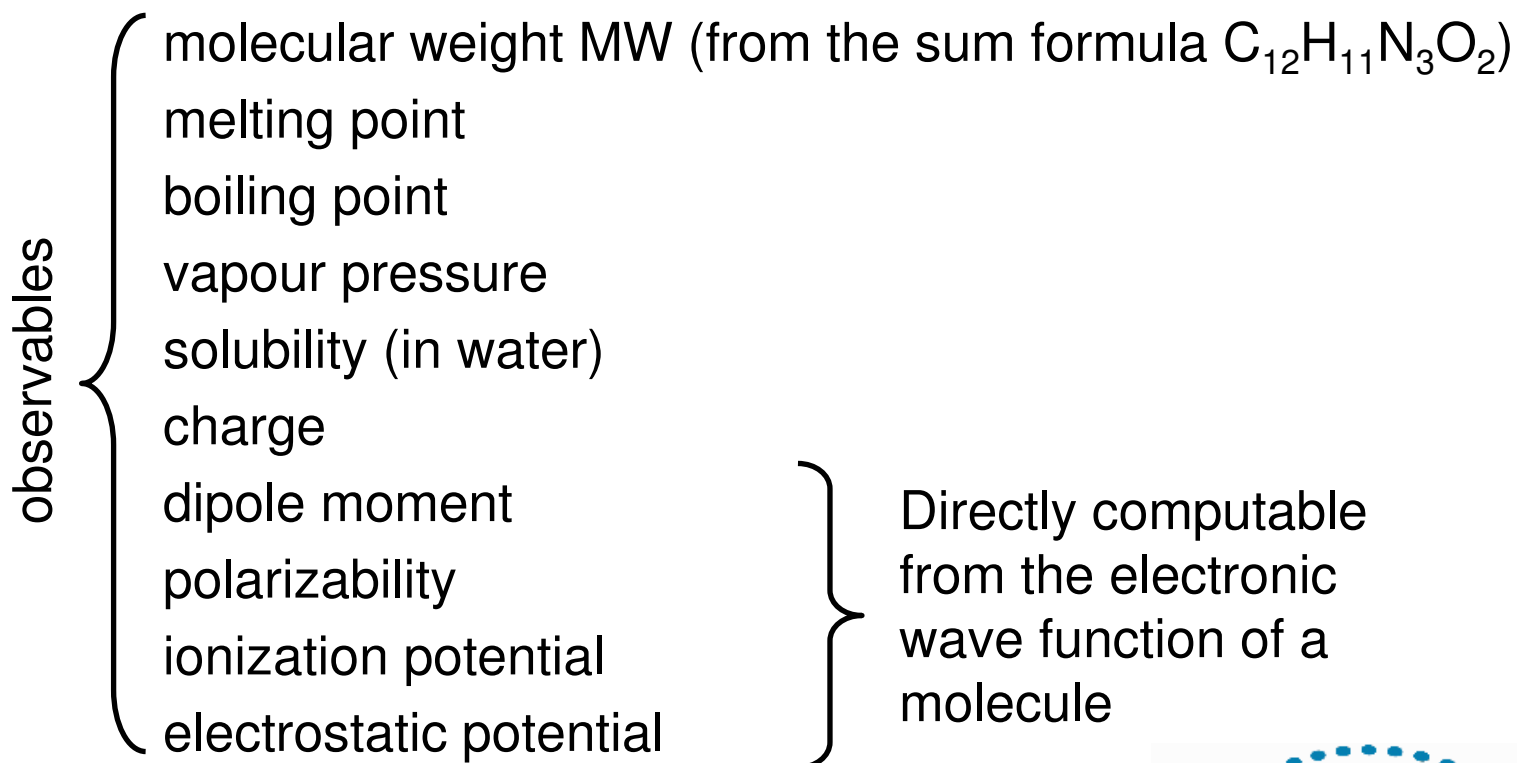 observables
molecular weight MW (from the sum formula C₁₂H₁₁N₃O₂)
melting point
boiling point
vapour pressure
solubility (in water)
charge
dipole moment
polarizability
ionization potential
electrostatic potential
Directly computable
from the electronic
wave function of a
molecule